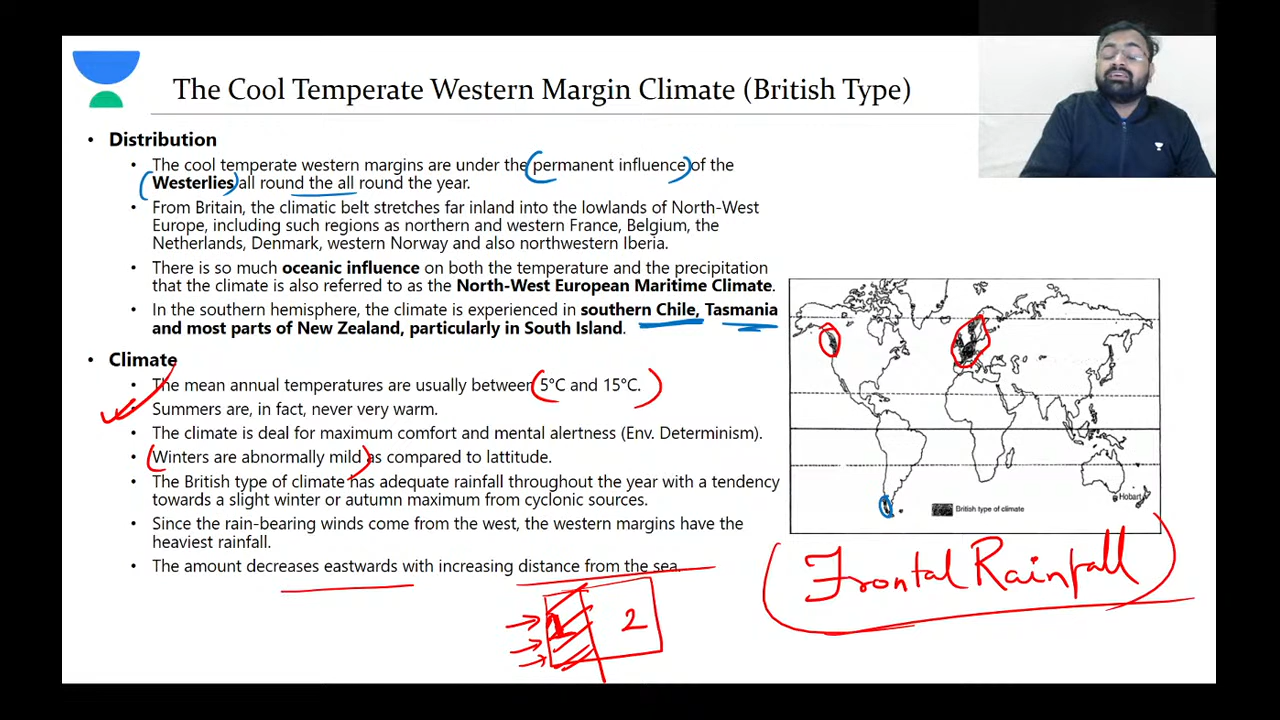 The Cool Temperate Western Margin Climate (British Type)
• Distribution
• The cool temperate western margins are under the permanent influence of the
Westerlies all round the all round the year.
• From Britain, the climatic belt stretches far inland into the lowlands of North-West
Europe, including such regions as northern and western France, Belgium, the
Netherlands, Denmark, western Norway and also northwestern Iberia.
• There is so much oceanic influence on both the temperature and the precipitation
that the climate is also referred to as the North-West European Maritime Climate.
• In the southern hemisphere, the climate is experienced in southern Chile, Tasmania
and most parts of New Zealand, particularly in South Island.
• Climate
• The mean annual temperatures are usually between 5°C and 15°C.
• Summers are, in fact, never very warm.
• The climate is deal for maximum comfort and mental alertness (Env. Determinism).
• Winters are abnormally mild as compared to lattitude.
• The British type of climate has adequate rainfall throughout the year with a tendency
towards a slight winter or autumn maximum from cyclonic sources.
• Since the rain-bearing winds come from the west, the western margins have the
heaviest rainfall.
• The amount decreases eastwards with increasing distance from the sea.
Hobart
British type of climate
Frontal Rainfall
1 2